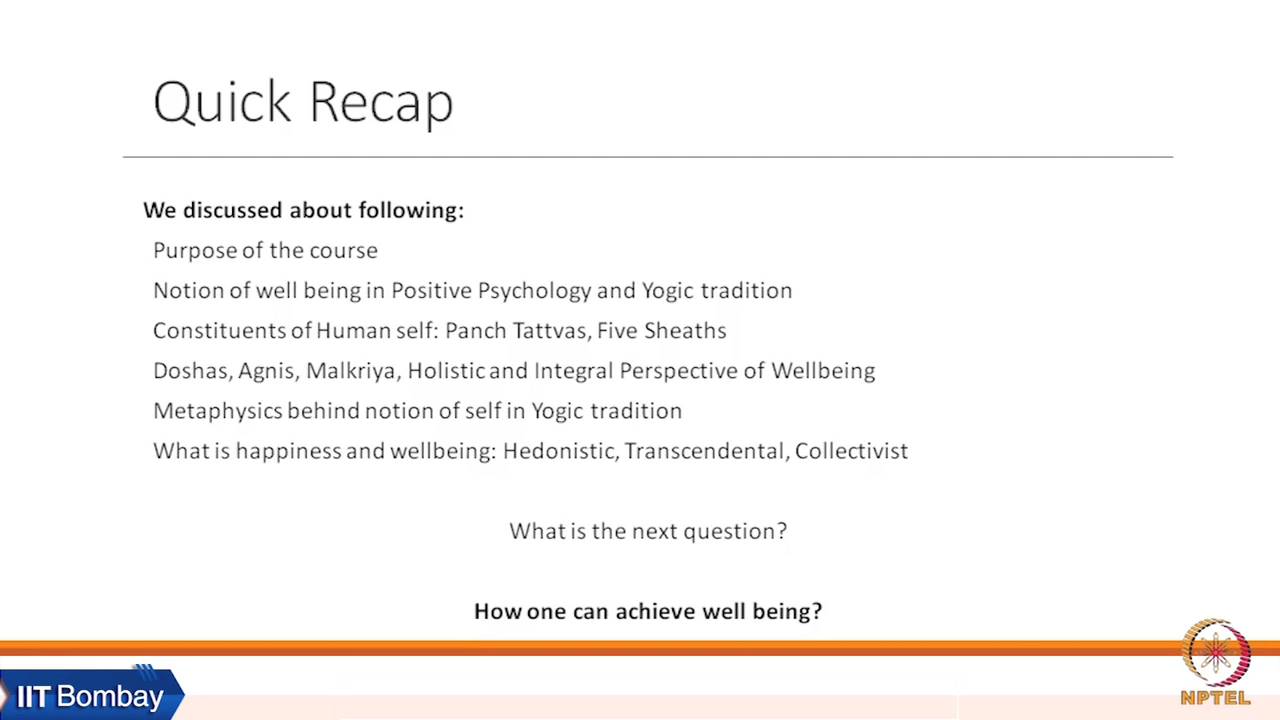 Quick Recap
We discussed about following:
Purpose of the course
Notion of well being in Positive Psychology and Yogic tradition
Constituents of Human self: Panch Tattvas, Five Sheaths
Doshas, Agnis, Malkriya, Holistic and Integral Perspective of Wellbeing
Metaphysics behind notion of self in Yogic tradition
What is happiness and wellbeing: Hedonistic, Transcendental, Collectivist
What is the next question?
How one can achieve well being?
IIT Bombay
NPTEL